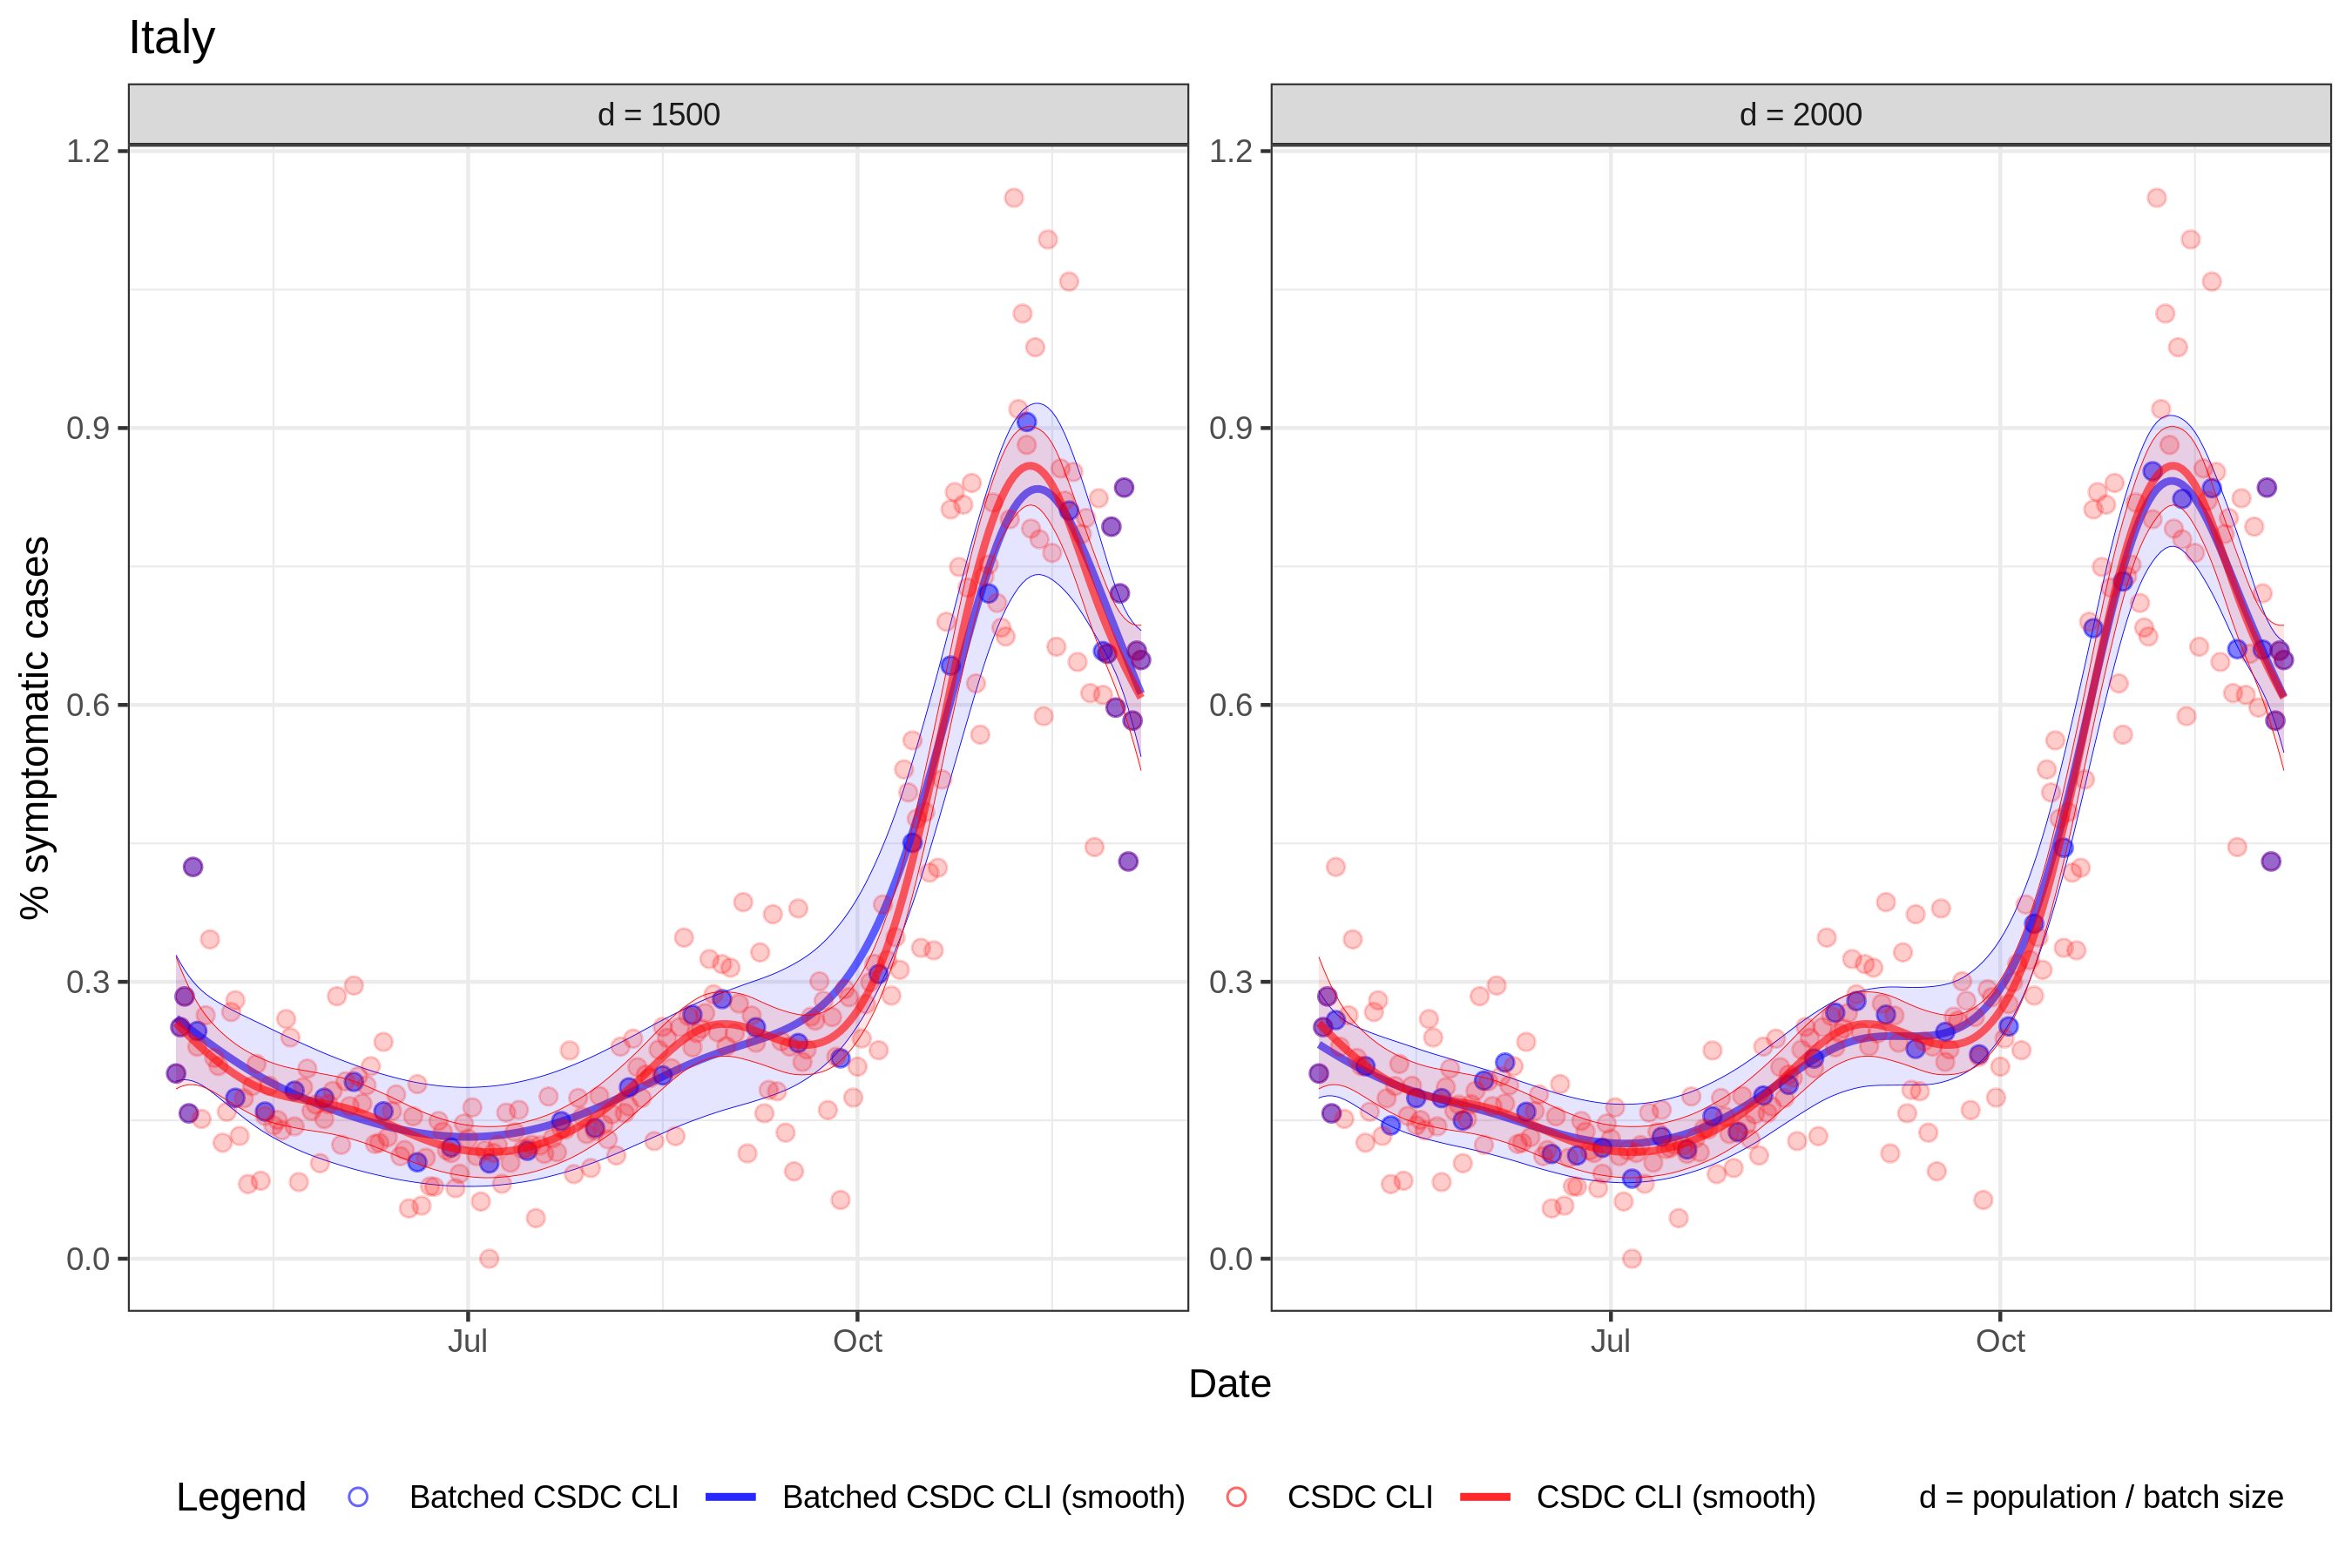 Italy
d = 1500
d = 2000
1.2
0.9
0.6
0.3
0.0
1.2
0.9
0.6
0.3
0.0
% symptomatic cases
Jul
Oct
Jul
Oct
Date
Legend
Batched CSDC CLI
Batched CSDC CLI (smooth)
CSDC CLI
CSDC CLI (smooth)
d = population / batch size